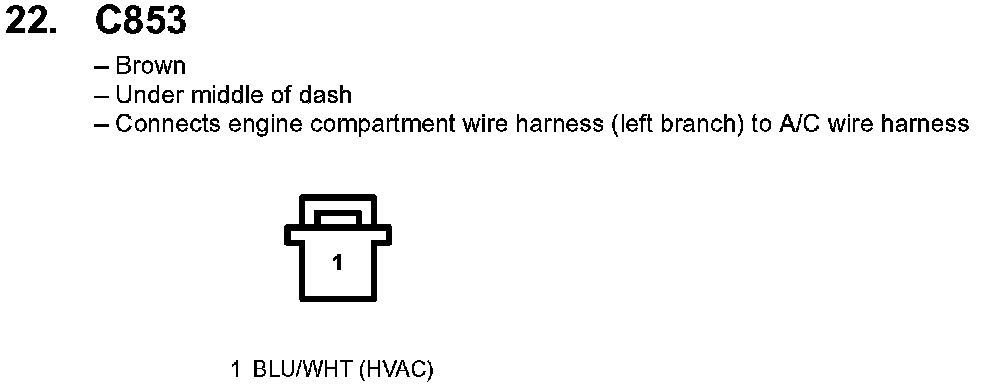 22. C853
– Brown
– Under middle of dash
– Connects engine compartment wire harness (left branch) to A/C wire harness
1
1 BLU/WHT (HVAC)